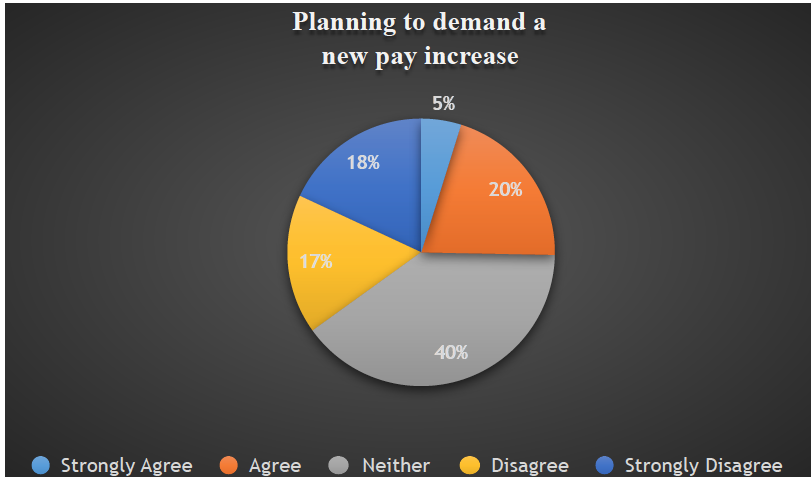 Planning to demand a
new pay increase
5%
18%
20%
17%
40%
Strongly Agree Agree Neither Disagree Strongly Disagree